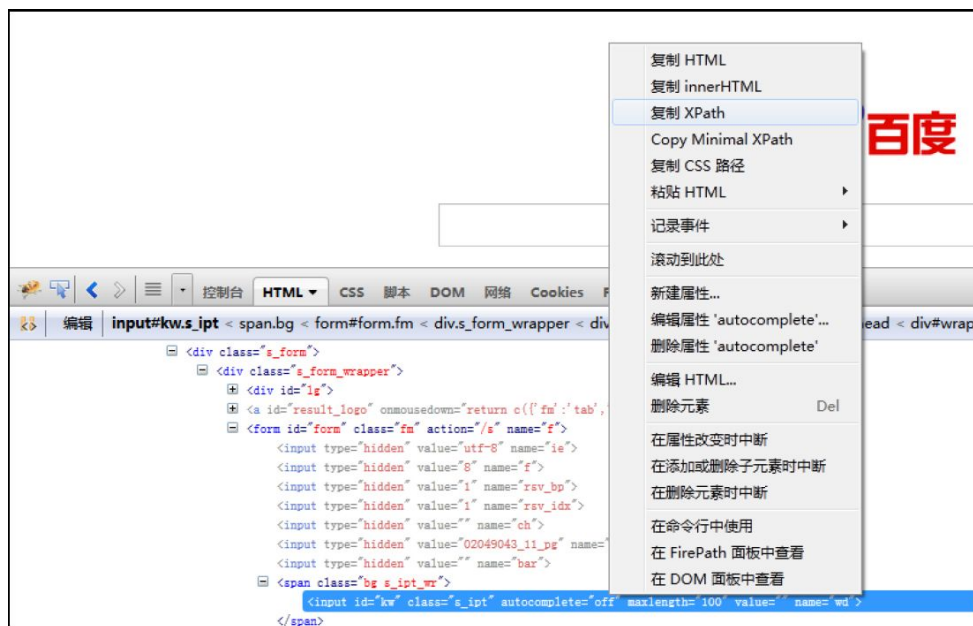 复制 HTML
复制 innerHTML
复制 XPath
Copy Minimal XPath
复制 CSS 路径
粘贴 HTML
记录事件
滚动到此处
新建属性...
编辑属性 'autocomplete'...
删除属性 'autocomplete'
编辑 HTML...
删除元素 Del
在属性改变时中断
在添加或删除子元素时中断
在删除元素时中断
在命令行中使用
在 FirePath 面板中查看
在 DOM 面板中查看
百度
控制台 HTML CSS 脚本 DOM 网络 Cookies
编辑 input#kw.s_ipt < span.bg < form#form.fm < div.s_form_wrapper < div ead < div#wrap
<div class="s_form">
<div class="s_form_wrapper">
<div id="lg">
<a id="result_logo" onmousedown="return c({'fm':'tab',
<form id="form" class="fm" action="/s" name="f">
<input type="hidden" value="utf-8" name="ie">
<input type="hidden" value="8" name="f">
<input type="hidden" value="1" name="rsv_bp">
<input type="hidden" value="1" name="rsv_idx">
<input type="hidden" value="" name="ch">
<input type="hidden" value="02049043_11_pg" name="
<input type="hidden" value="" name="bar">
<span class="bg s_ipt_wr">
<input id="kw" class="s_ipt" autocomplete="off" maxlength="100" value="" name="wd">
</span>